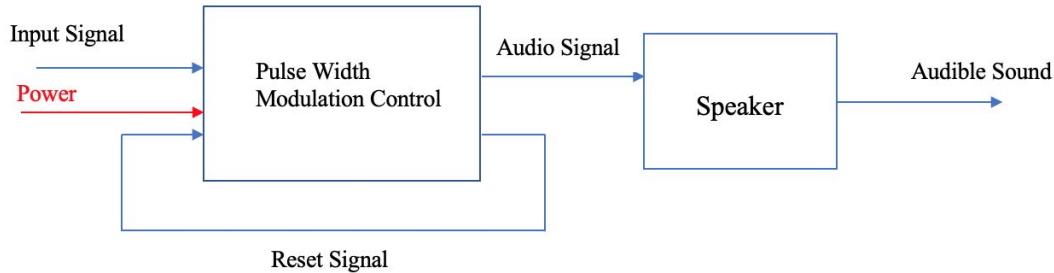 Input Signal
Power
Pulse Width
Modulation Control
Audio Signal
Speaker
Audible Sound
Reset Signal